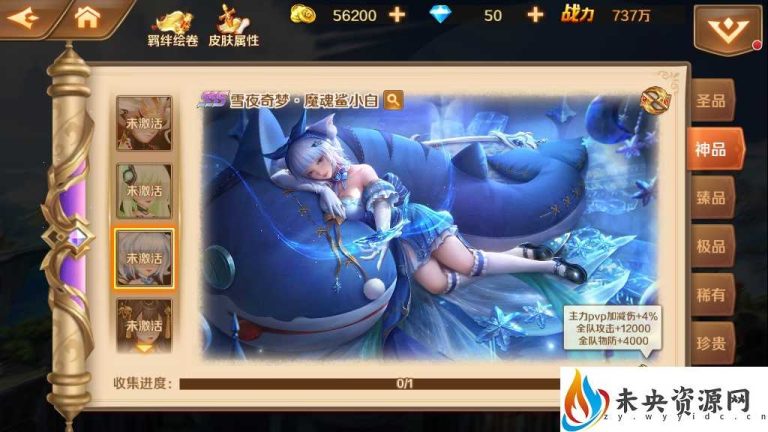 56200
50
战力 737万
羁绊绘卷 皮肤属性
雪夜奇梦·魔魂鲨小白
未激活
未激活
未激活
未激活
圣品
神品
臻品
极品
稀有
珍贵
主力pvp加减伤+4%
全队攻击+12000
全队物防+4000
收集进度:
0/1
未央资源网
zy.wyyidc.cn